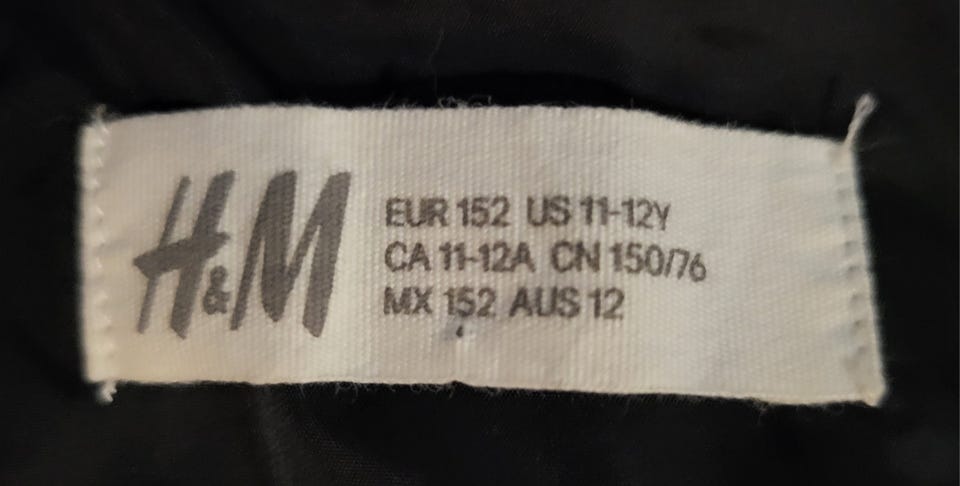 H&M
EUR 152 US 11-12Y
CA 11-12A CN 150/76
MX 152 AUS 12